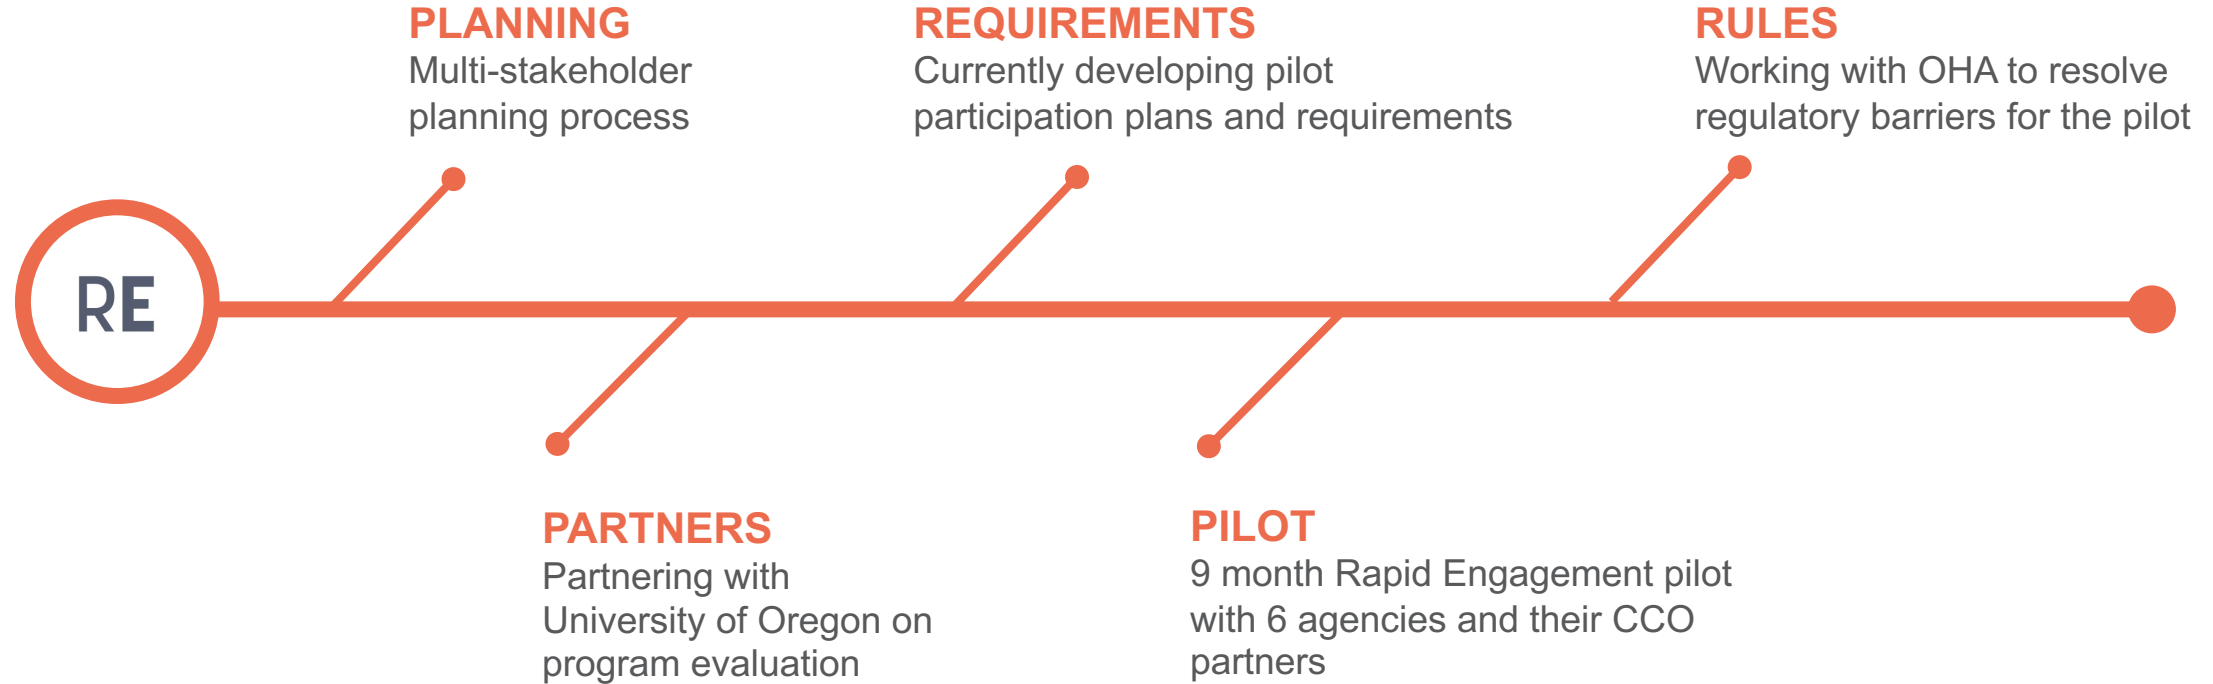 PLANNING
Multi-stakeholder
planning process
REQUIREMENTS
Currently developing pilot
participation plans and requirements
RULES
Working with OHA to resolve
regulatory barriers for the pilot
RE
PARTNERS
Partnering with
University of Oregon on
program evaluation
PILOT
9 month Rapid Engagement pilot
with 6 agencies and their CCO
partners